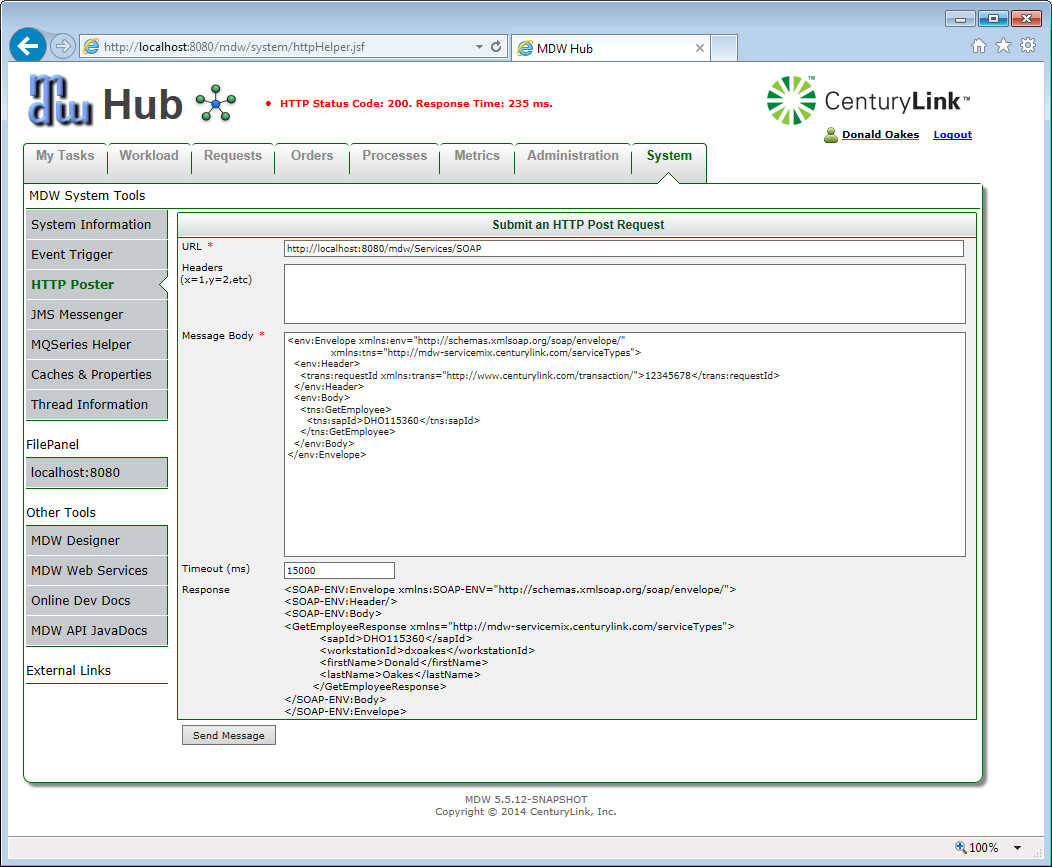 http://localhost:8080/mdw/system/httpHelper.jsf
MDW Hub
mdw Hub
• HTTP Status Code: 200. Response Time: 235 ms.
CenturyLink™
Donald Oakes Logout
My Tasks Workload Requests Orders Processes Metrics Administration System
MDW System Tools
System Information
Event Trigger
HTTP Poster
JMS Messenger
MQSeries Helper
Caches & Properties
Thread Information
FilePanel
localhost:8080
Other Tools
MDW Designer
MDW Web Services
Online Dev Docs
MDW API JavaDocs
External Links
Submit an HTTP Post Request
URL * http://localhost:8080/mdw/Services/SOAP
Headers
(x=1,y=2,etc)
Message Body *
<env:Envelope xmlns:env="http://schemas.xmlsoap.org/soap/envelope/"
xmlns:tns="http://mdw-servicemix.centurylink.com/serviceTypes">
<env:Header>
<trans:requestId xmlns:trans="http://www.centurylink.com/transaction/">12345678</trans:requestId>
</env:Header>
<env:Body>
<tns:GetEmployee>
<tns:sapId>DHO115360</tns:sapId>
</tns:GetEmployee>
</env:Body>
</env:Envelope>
Timeout (ms) 15000
Response
<SOAP-ENV:Envelope xmlns:SOAP-ENV="http://schemas.xmlsoap.org/soap/envelope/">
<SOAP-ENV:Header/>
<SOAP-ENV:Body>
<GetEmployeeResponse xmlns="http://mdw-servicemix.centurylink.com/serviceTypes">
<sapId>DHO115360</sapId>
<workstationId>dxoakes</workstationId>
<firstName>Donald</firstName>
<lastName>Oakes</lastName>
</GetEmployeeResponse>
</SOAP-ENV:Body>
</SOAP-ENV:Envelope>
Send Message
MDW 5.5.12-SNAPSHOT
Copyright © 2014 CenturyLink, Inc.
100%